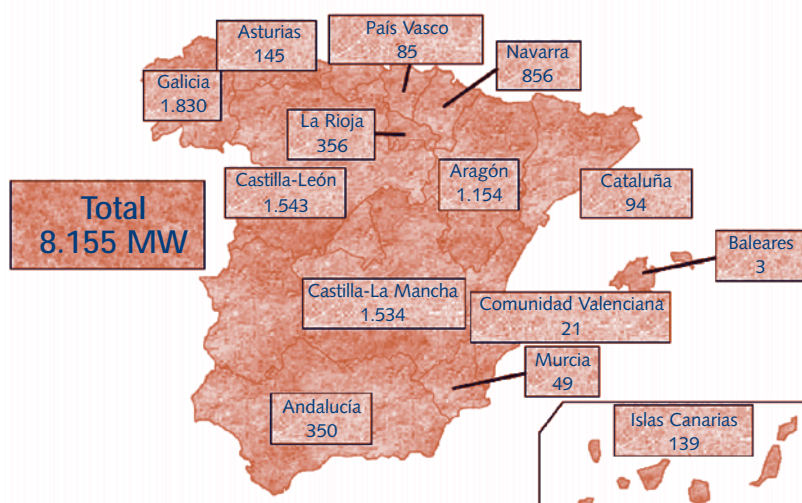 Asturias
145
País Vasco
85
Navarra
856
Galicia
1.830
La Rioja
356
Aragón
1.154
Castilla-León
1.543
Cataluña
94
Total
8.155 MW
Baleares
3
Castilla-La Mancha
1.534
Comunidad Valenciana
21
Murcia
49
Andalucía
350
Islas Canarias
139